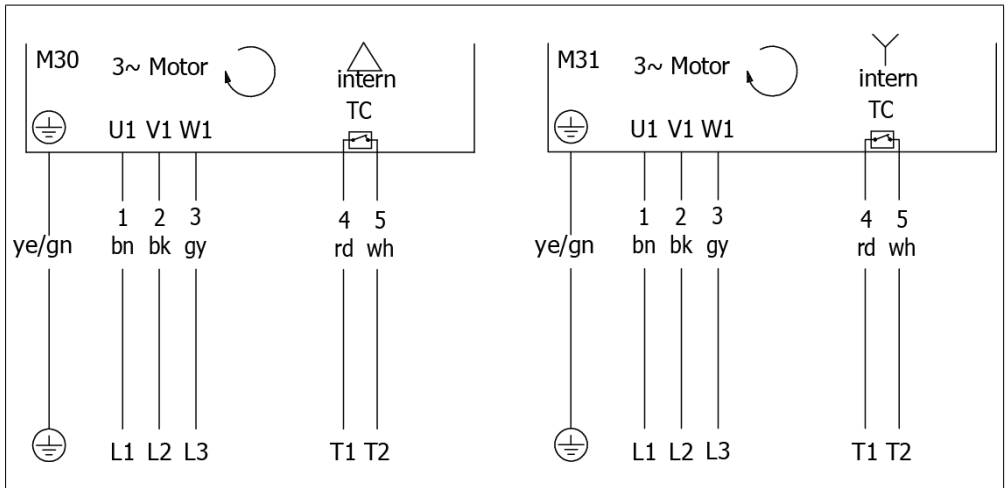 M30 3~ Motor intern TC
U1 V1 W1
1 2 3 4 5
ye/gn bn bk gy rd wh
L1 L2 L3 T1 T2
M31 3~ Motor intern TC
U1 V1 W1
1 2 3 4 5
ye/gn bn bk gy rd wh
L1 L2 L3 T1 T2